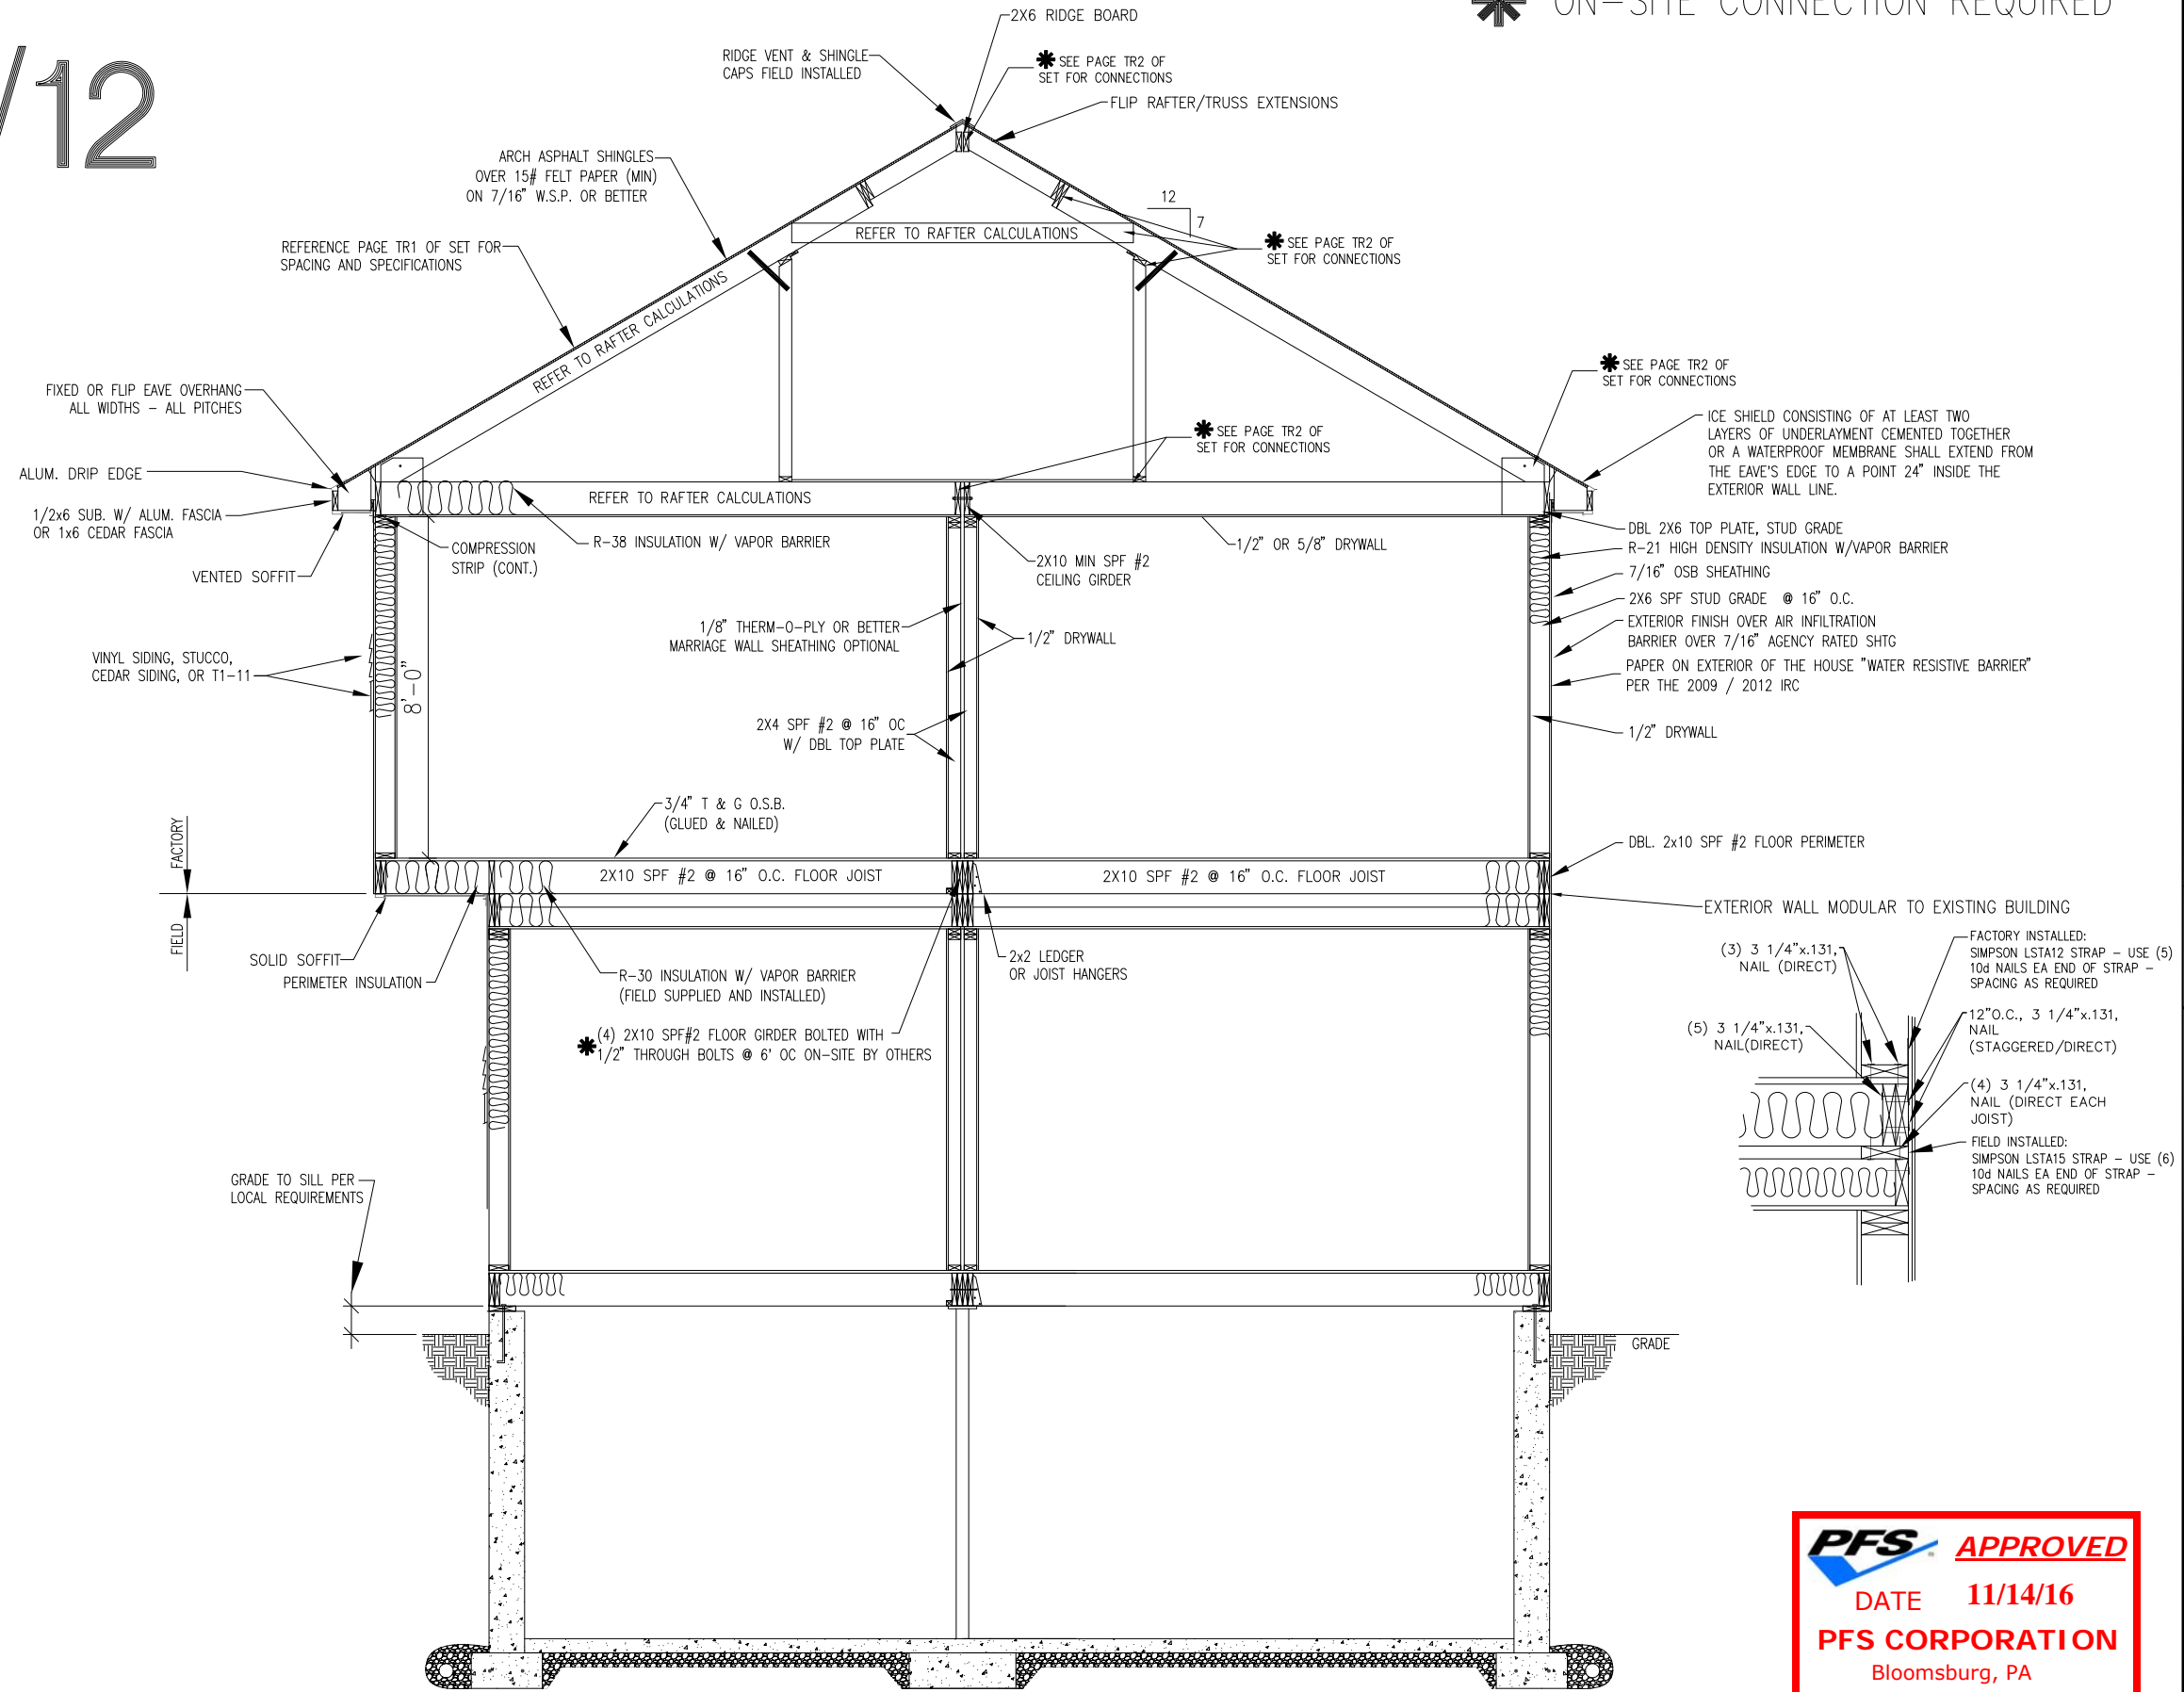 ON-SITE CONNECTION REQUIRED
/12
2X6 RIDGE BOARD
RIDGE VENT & SHINGLE
CAPS FIELD INSTALLED
SEE PAGE TR2 OF
SET FOR CONNECTIONS
FLIP RAFTER/TRUSS EXTENSIONS
ARCH ASPHALT SHINGLES
OVER 15# FELT PAPER (MIN)
ON 7/16" W.S.P. OR BETTER
12
7
REFER TO RAFTER CALCULATIONS
SEE PAGE TR2 OF
SET FOR CONNECTIONS
REFERENCE PAGE TR1 OF SET FOR
SPACING AND SPECIFICATIONS
REFER TO RAFTER CALCULATIONS
SEE PAGE TR2 OF
SET FOR CONNECTIONS
FIXED OR FLIP EAVE OVERHANG
ALL WIDTHS - ALL PITCHES
ICE SHIELD CONSISTING OF AT LEAST TWO
LAYERS OF UNDERLAYMENT CEMENTED TOGETHER
OR A WATERPROOF MEMBRANE SHALL EXTEND FROM
THE EAVE'S EDGE TO A POINT 24" INSIDE THE
EXTERIOR WALL LINE.
SEE PAGE TR2 OF
SET FOR CONNECTIONS
ALUM. DRIP EDGE
REFER TO RAFTER CALCULATIONS
1/2x6 SUB. W/ ALUM. FASCIA
OR 1x6 CEDAR FASCIA
DBL 2X6 TOP PLATE, STUD GRADE
R-21 HIGH DENSITY INSULATION W/VAPOR BARRIER
COMPRESSION
STRIP (CONT.)
R-38 INSULATION W/ VAPOR BARRIER
1/2" OR 5/8" DRYWALL
2X10 MIN SPF #2
CEILING GIRDER
VENTED SOFFIT
7/16" OSB SHEATHING
2X6 SPF STUD GRADE @ 16" O.C.
EXTERIOR FINISH OVER AIR INFILTRATION
BARRIER OVER 7/16" AGENCY RATED SHTG
1/8" THERM-O-PLY OR BETTER
MARRIAGE WALL SHEATHING OPTIONAL
1/2" DRYWALL
VINYL SIDING, STUCCO,
CEDAR SIDING, OR T1-11
8'-0"
PAPER ON EXTERIOR OF THE HOUSE "WATER RESISTIVE BARRIER"
PER THE 2009 / 2012 IRC
2X4 SPF #2 @ 16" OC
W/ DBL TOP PLATE
1/2" DRYWALL
3/4" T & G O.S.B.
(GLUED & NAILED)
FACTORY
DBL. 2x10 SPF #2 FLOOR PERIMETER
2X10 SPF #2 @ 16" O.C. FLOOR JOIST
2X10 SPF #2 @ 16" O.C. FLOOR JOIST
EXTERIOR WALL MODULAR TO EXISTING BUILDING
FIELD
SOLID SOFFIT
PERIMETER INSULATION
R-30 INSULATION W/ VAPOR BARRIER
(FIELD SUPPLIED AND INSTALLED)
2x2 LEDGER
OR JOIST HANGERS
(4) 2X10 SPF#2 FLOOR GIRDER BOLTED WITH
1/2" THROUGH BOLTS @ 6' OC ON-SITE BY OTHERS
(3) 3 1/4"x.131,
NAIL (DIRECT)
FACTORY INSTALLED:
SIMPSON LSTA12 STRAP - USE (5)
10d NAILS EA END OF STRAP -
SPACING AS REQUIRED
(5) 3 1/4"x.131,
NAIL(DIRECT)
12"O.C., 3 1/4"x.131,
NAIL
(STAGGERED/DIRECT)
(4) 3 1/4"x.131,
NAIL (DIRECT EACH
JOIST)
FIELD INSTALLED:
SIMPSON LSTA15 STRAP - USE (6)
10d NAILS EA END OF STRAP -
SPACING AS REQUIRED
GRADE TO SILL PER
LOCAL REQUIREMENTS
GRADE
PFS APPROVED
DATE 11/14/16
PFS CORPORATION
Bloomsburg, PA